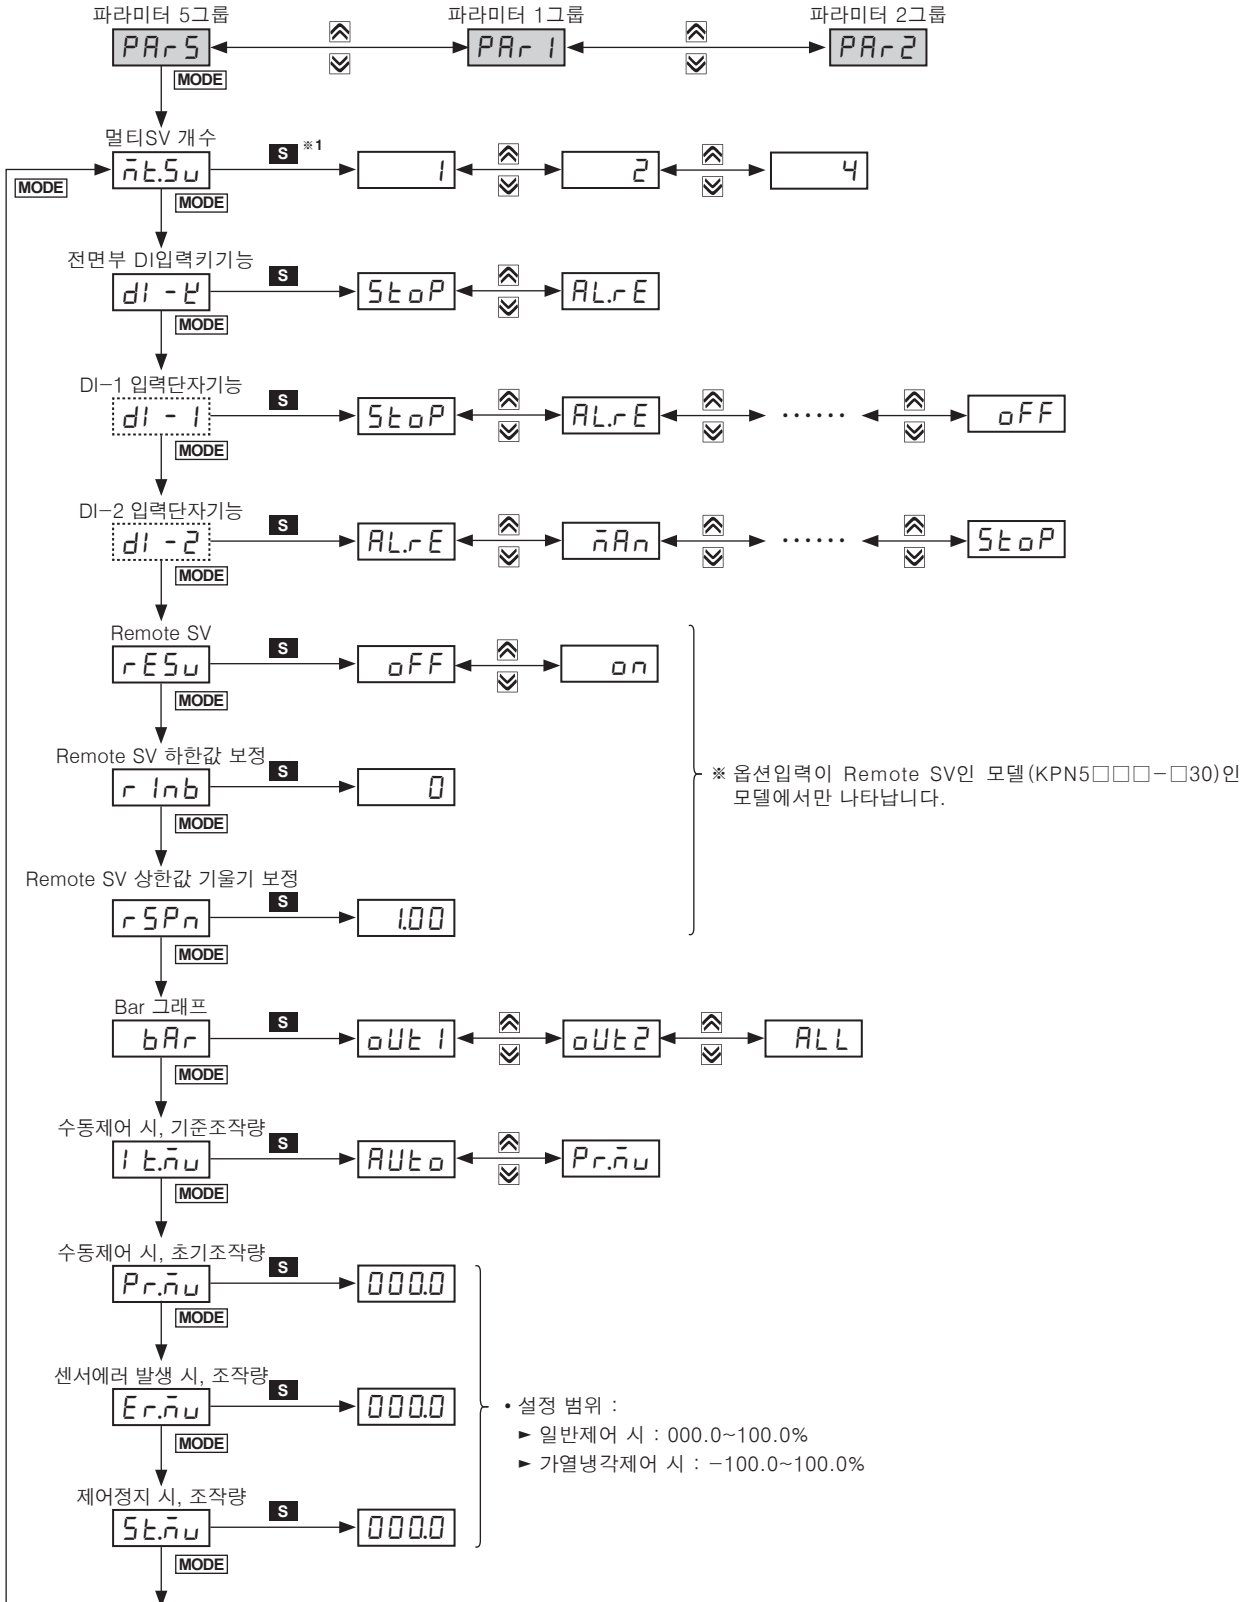 파라미터 5그룹 파라미터 1그룹 파라미터 2그룹
PAr5 PAr1 PAr2
MODE
멀티SV 개수
MODE m̄t.Sv S ※1 1 2 4
MODE
전면부 DI입력키기능
dI-K S StoP AL.rE
MODE
DI-1 입력단자기능
dI-1 S StoP AL.rE ······ oFF
MODE
DI-2 입력단자기능
dI-2 S AL.rE m̄An ······ StoP
MODE
Remote SV
rESv S oFF on
MODE
Remote SV 하한값 보정
rInb S 0
MODE
※ 옵션입력이 Remote SV인 모델(KPN5□□□-□30)인
모델에서만 나타납니다.
Remote SV 상한값 기울기 보정
rSPn S 1.00
MODE
Bar 그래프
bAr S oUt1 oUt2 ALL
MODE
수동제어 시, 기준조작량
It.m̄v S AUto Pr.m̄v
MODE
수동제어 시, 초기조작량
Pr.m̄v S 000.0
MODE
센서에러 발생 시, 조작량
Er.m̄v S 000.0
MODE
• 설정 범위 :
► 일반제어 시 : 000.0~100.0%
► 가열냉각제어 시 : -100.0~100.0%
제어정지 시, 조작량
St.m̄v S 000.0
MODE